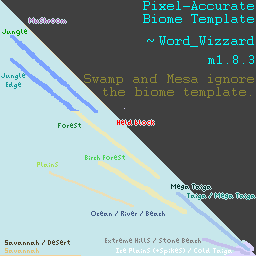 Pixel-Accurate
Biome Template
~ Word_Wizzard
m1.8.3
Swamp and Mesa ignore
the biome template.
Mushroom
Jungle
Jungle
Edge
Held block
Forest
Birch Forest
Plains
Mega Taiga
Taiga / Mega Taiga
Ocean / River / Beach
Savannah / Desert
Extreme Hills / Stone Beach
Savannah
Ice Plains (+Spikes) / Cold Taiga